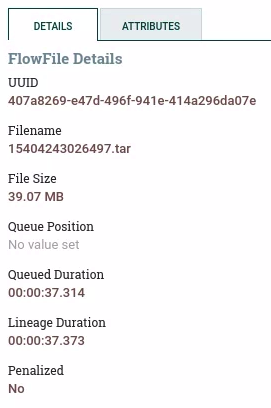 DETAILS
ATTRIBUTES
FlowFile Details
UUID
407a8269-e47d-496f-941e-414a296da07e
Filename
15404243026497.tar
File Size
39.07 MB
Queue Position
No value set
Queued Duration
00:00:37.314
Lineage Duration
00:00:37.373
Penalized
No